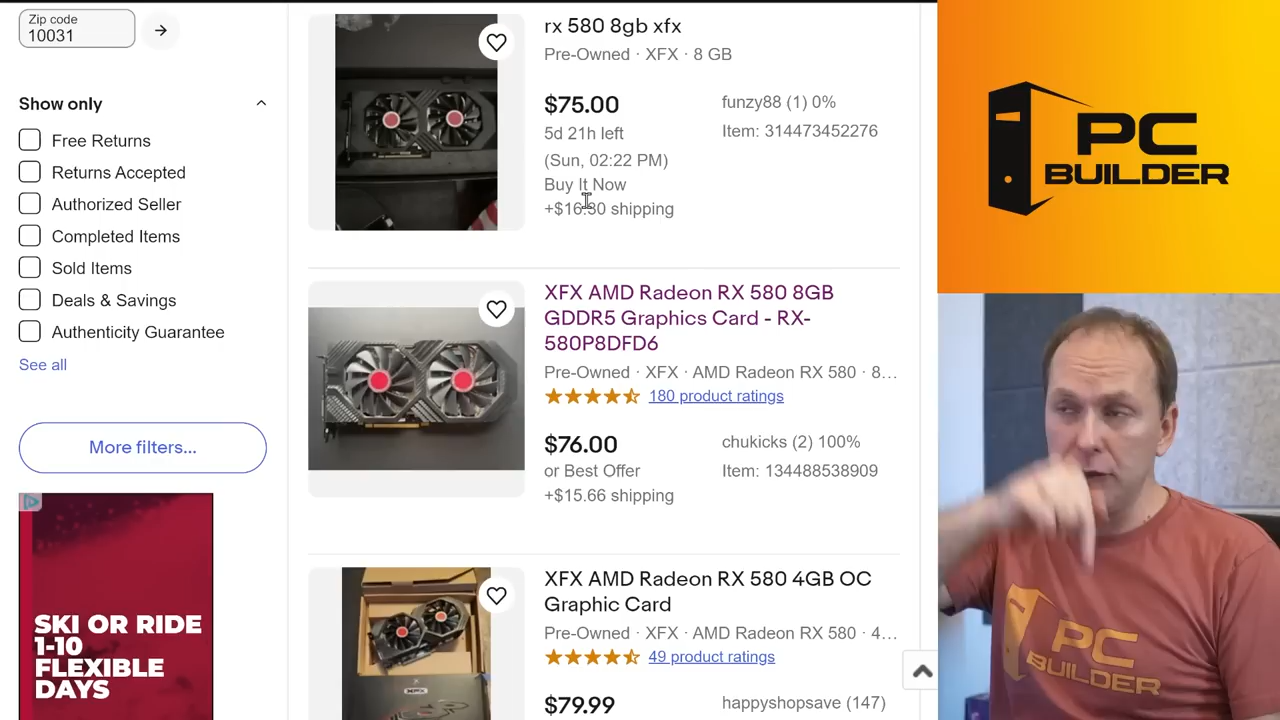 Zip code
10031
Show only
Free Returns
Returns Accepted
Authorized Seller
Completed Items
Sold Items
Deals & Savings
Authenticity Guarantee
See all
More filters...
SKI OR RIDE
1-10
FLEXIBLE
DAYS
rx 580 8gb xfx
Pre-Owned · XFX · 8 GB
$75.00
funzy88 (1) 0%
5d 21h left
Item: 314473452276
(Sun, 02:22 PM)
Buy It Now
+$16.30 shipping
XFX AMD Radeon RX 580 8GB
GDDR5 Graphics Card - RX-
580P8DFD6
Pre-Owned · XFX · AMD Radeon RX 580 · 8...
180 product ratings
$76.00
chukicks (2) 100%
or Best Offer
Item: 134488538909
+$15.66 shipping
XFX AMD Radeon RX 580 4GB OC
Graphic Card
Pre-Owned · XFX · AMD Radeon RX 580 · 4...
49 product ratings
$79.99
happyshopsave (147)
PC
BUILDER
PC
BUILDER